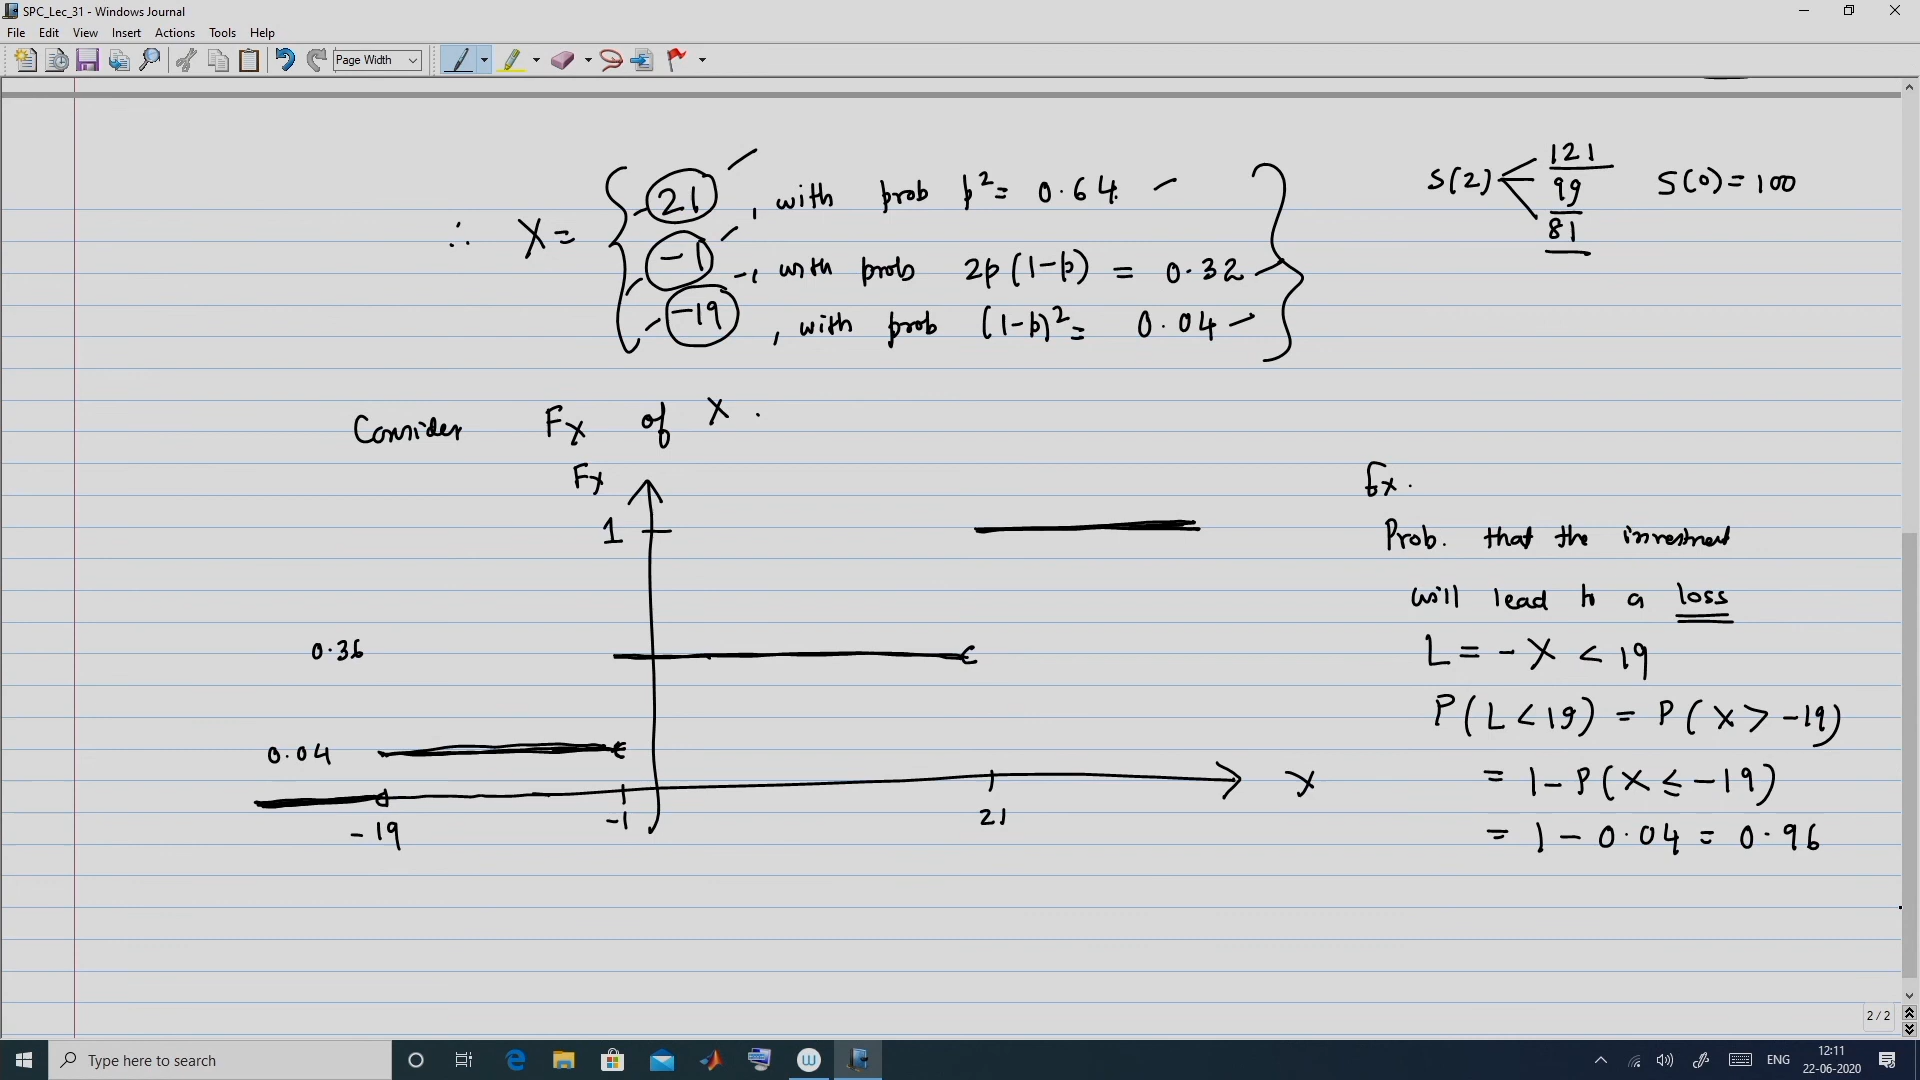 SPC_Lec_31 - Windows Journal
File Edit View Insert Actions Tools Help
Page Width
∴ X = { 21, with prob p² = 0.64
-1, with prob 2p(1-p) = 0.32
-19, with prob (1-p)² = 0.04 }
S(2) 121
99
81
S(0) = 100
Consider Fx of X.
Fx
1
0.36
0.04
-19
-1
21
x
Ex.
Prob. that the investment
will lead to a loss
L = -X < 19
P(L < 19) = P(X > -19)
= 1 - P(X ≤ -19)
= 1 - 0.04 = 0.96
2 / 2
Type here to search
ENG
12:11
22-06-2020